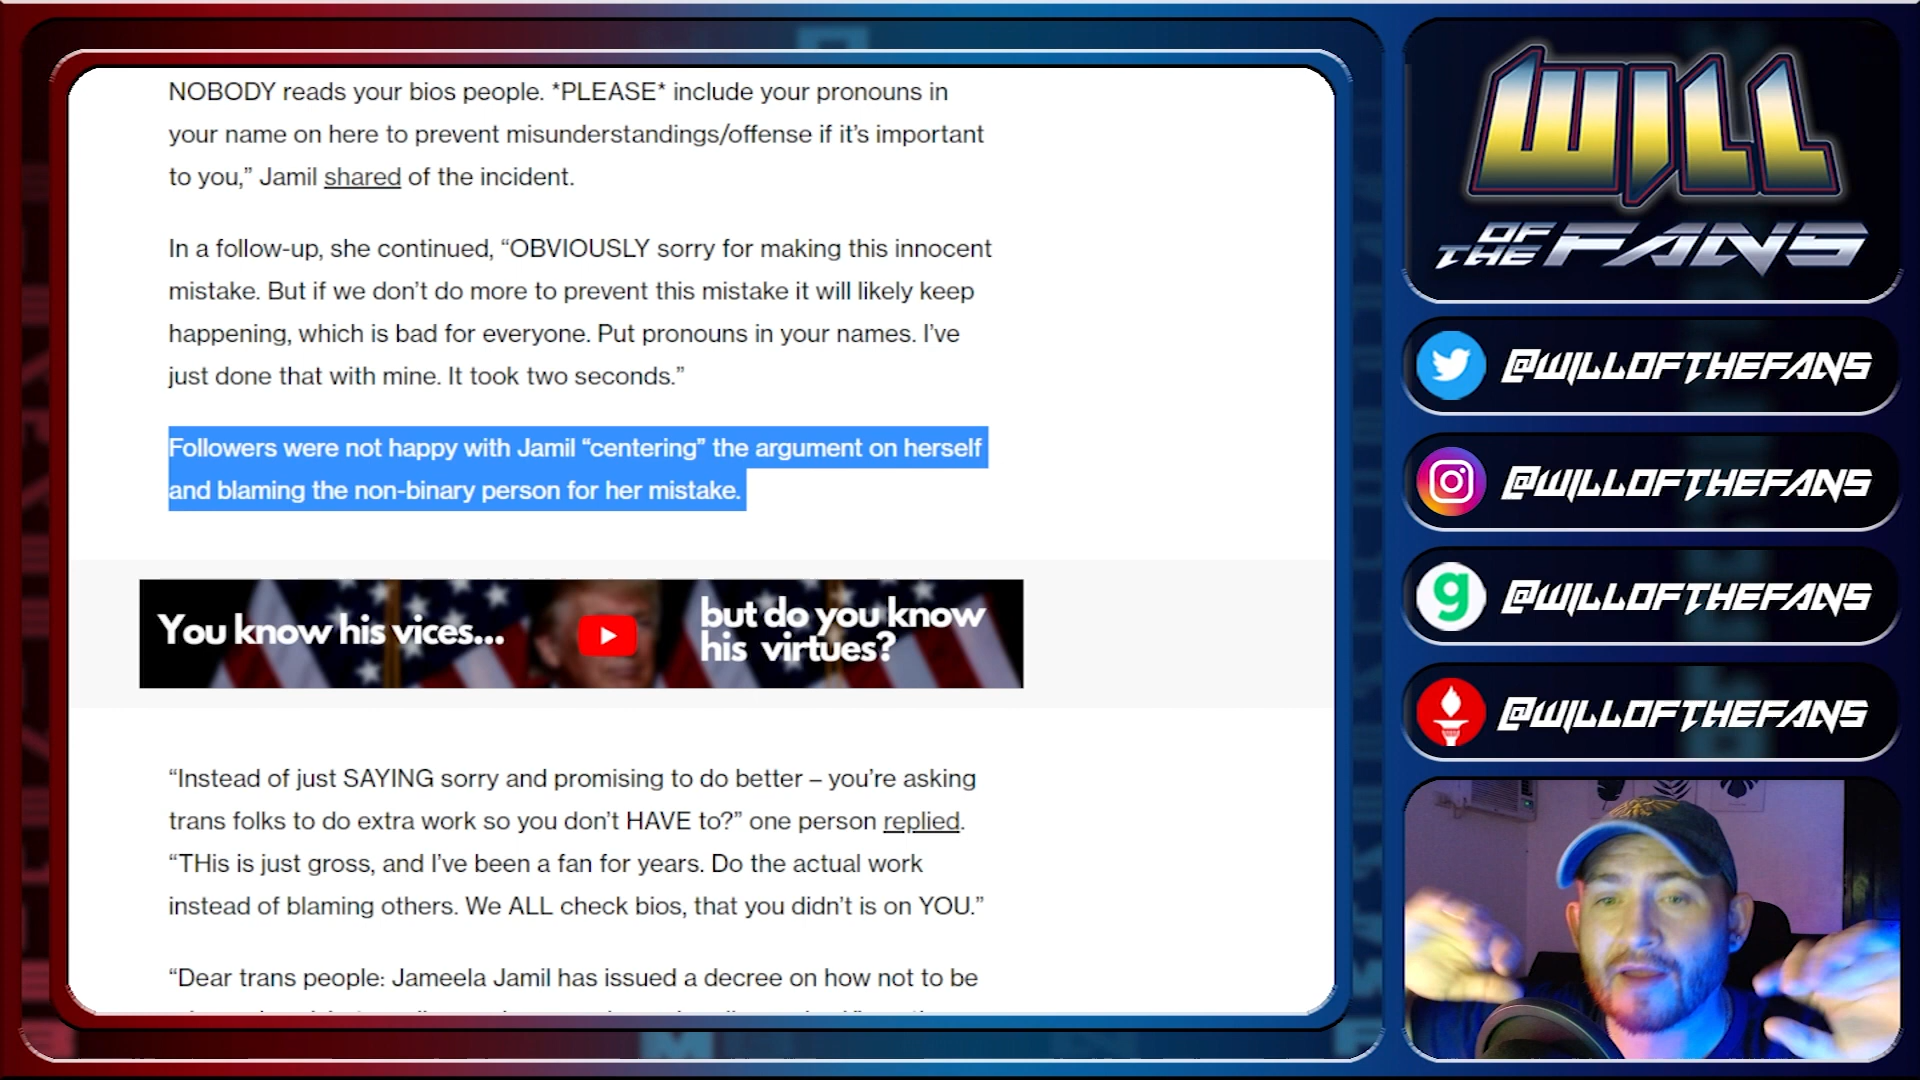 NOBODY reads your bios people. *PLEASE* include your pronouns in
your name on here to prevent misunderstandings/offense if it’s important
to you,” Jamil shared of the incident.
In a follow-up, she continued, “OBVIOUSLY sorry for making this innocent
mistake. But if we don’t do more to prevent this mistake it will likely keep
happening, which is bad for everyone. Put pronouns in your names. I’ve
just done that with mine. It took two seconds.”
Followers were not happy with Jamil “centering” the argument on herself
and blaming the non-binary person for her mistake.
You know his vices...
but do you know
his virtues?
“Instead of just SAYING sorry and promising to do better – you’re asking
trans folks to do extra work so you don’t HAVE to?” one person replied.
“THis is just gross, and I’ve been a fan for years. Do the actual work
instead of blaming others. We ALL check bios, that you didn’t is on YOU.”
“Dear trans people: Jameela Jamil has issued a decree on how not to be
WILL
OF THE FANS
@WILLOFTHEFANS
@WILLOFTHEFANS
g @WILLOFTHEFANS
@WILLOFTHEFANS